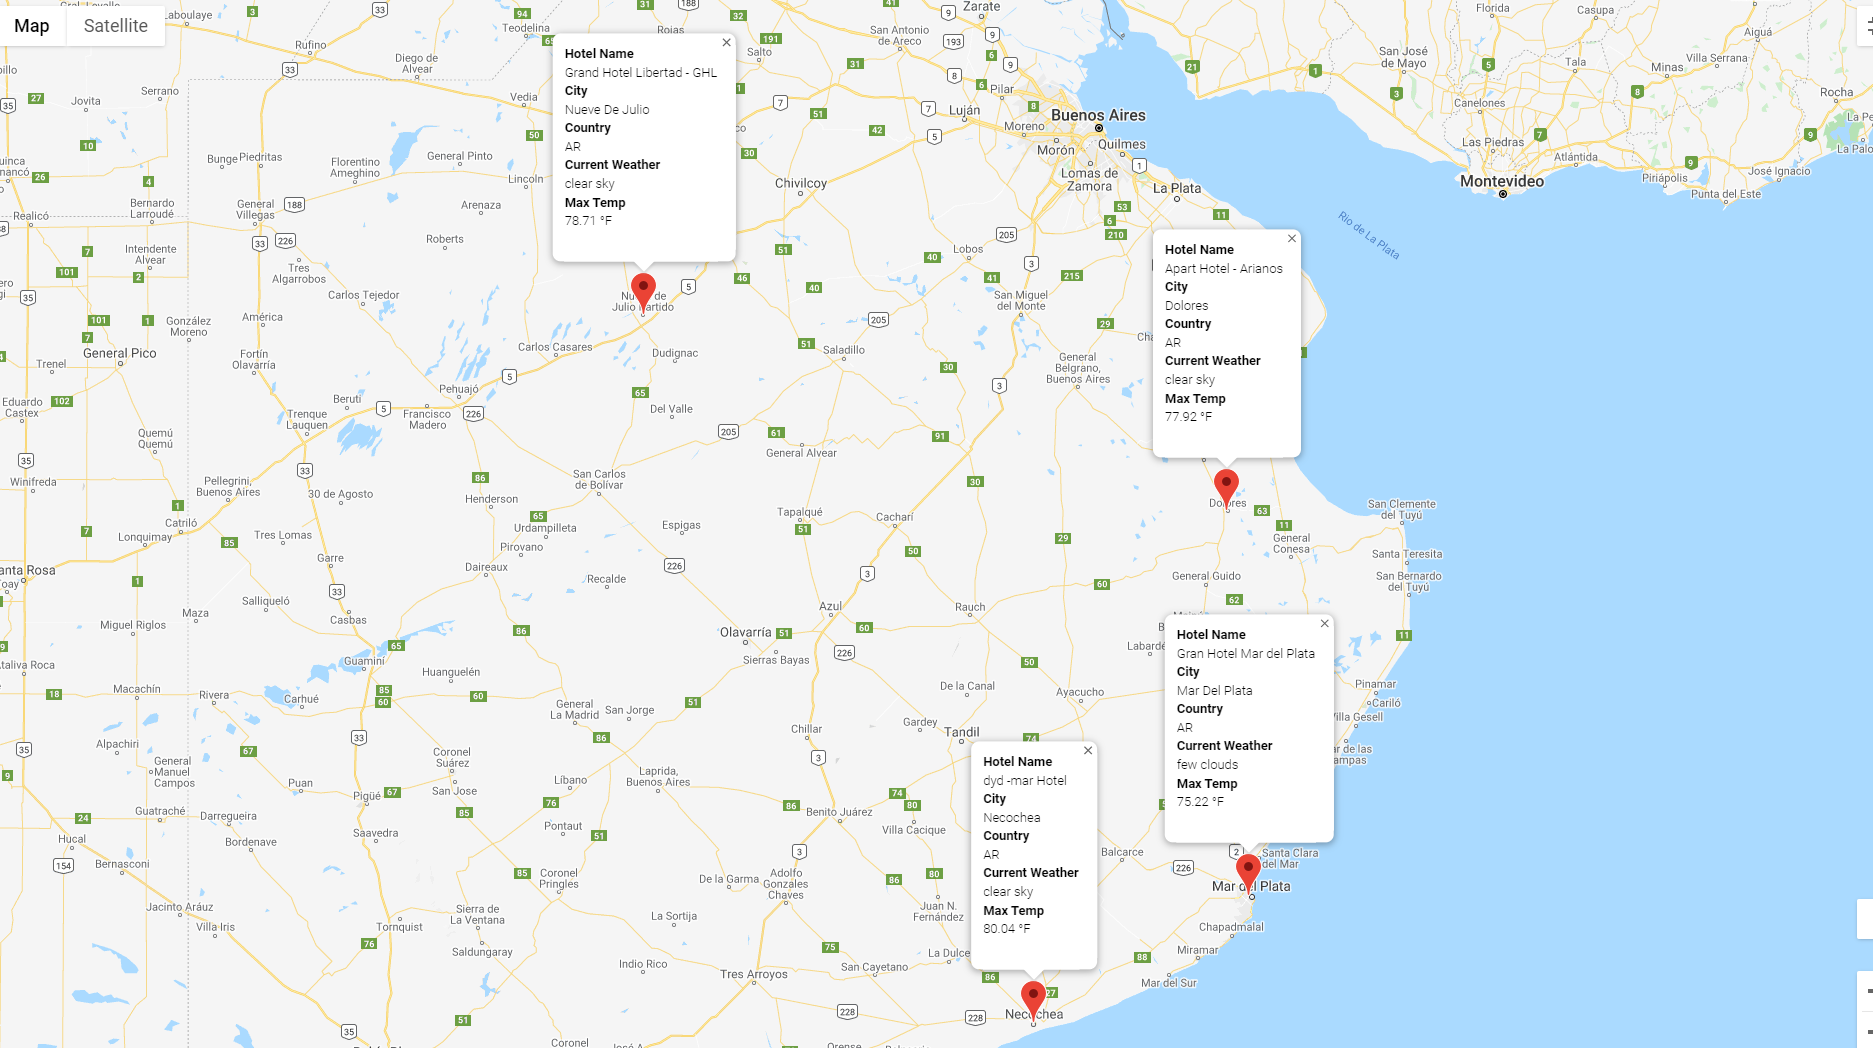 Map
Satellite
Hotel Name
Grand Hotel Libertad - GHL
City
Nueve De Julio
Country
AR
Current Weather
clear sky
Max Temp
78.71 °F
Hotel Name
Apart Hotel - Arianos
City
Dolores
Country
AR
Current Weather
clear sky
Max Temp
77.92 °F
Hotel Name
Gran Hotel Mar del Plata
City
Mar Del Plata
Country
AR
Current Weather
few clouds
Max Temp
75.22 °F
Hotel Name
dyd -mar Hotel
City
Necochea
Country
AR
Current Weather
clear sky
Max Temp
80.04 °F
Laboulaye
Rufino
Diego de
Alvear
Teodelina
Rojas
Salto
San Antonio
de Areco
Zarate
Florida
Casupa
Aiguá
San José
de Mayo
Tala
Minas
Villa Serrana
Jovita
Serrano
Vedia
Luján
Pilar
Buenos Aires
Canelones
Rocha
Moreno
Morón
Quilmes
Lomas de
Zamora
La Plata
Las Piedras
Atlántida
Montevideo
Piriápolis
José Ignacio
Punta del Este
Bunge
Piedritas
Florentino
Ameghino
General Pinto
Lincoln
Chivilcoy
Realicó
Bernardo
Larroudé
General
Villegas
Arenaza
Roberts
Rio de La Plata
Intendente
Alvear
Tres
Algarrobos
Carlos Tejedor
Lobos
San Miguel
del Monte
González
Moreno
América
Carlos Casares
Dudignac
Saladillo
General Pico
Trenel
Fortín
Olavarría
Pehuajó
General
Belgrano,
Buenos Aires
Eduardo
Castex
Beruti
Trenque
Lauquen
Francisco
Madero
Del Valle
Quemú
Quemú
General Alvear
Winifreda
Pellegrini,
Buenos Aires
30 de Agosto
Henderson
San Carlos
de Bolívar
Catriló
Lonquimay
Tres Lomas
Urdampilleta
Pirovano
Espigas
Tapalqué
Cacharí
Dolores
General
Conesa
San Clemente
del Tuyú
Santa Teresita
San Bernardo
del Tuyú
Garre
Daireaux
Recalde
General Guido
Salliqueló
Maza
Casbas
Azul
Rauch
Miguel Riglos
Olavarría
Sierras Bayas
Guaminí
Huanguelén
Macachín
Rivera
Carhué
De la Canal
Ayacucho
Pinamar
Cariló
General
La Madrid
San Jorge
Chillar
Gardey
Tandil
Alpachiri
General
Manuel
Campos
Coronel
Suárez
San Jose
Puan
Pigüé
Líbano
Laprida,
Buenos Aires
Guatraché
Darregueira
Benito Juárez
Villa Cacique
Hucal
Bernasconi
Bordenave
Saavedra
Pontaut
Balcarce
Santa Clara
del Mar
Mar del Plata
Coronel
Pringles
De la Garma
Adolfo
Gonzales
Chaves
Juan N.
Fernández
Jacinto Aráuz
Villa Iris
Tornquist
Sierra de
La Ventana
La Sortija
Chapadmalal
Miramar
Saldungaray
Indio Rico
Tres Arroyos
San Cayetano
La Dulce
Mar del Sur
Necochea